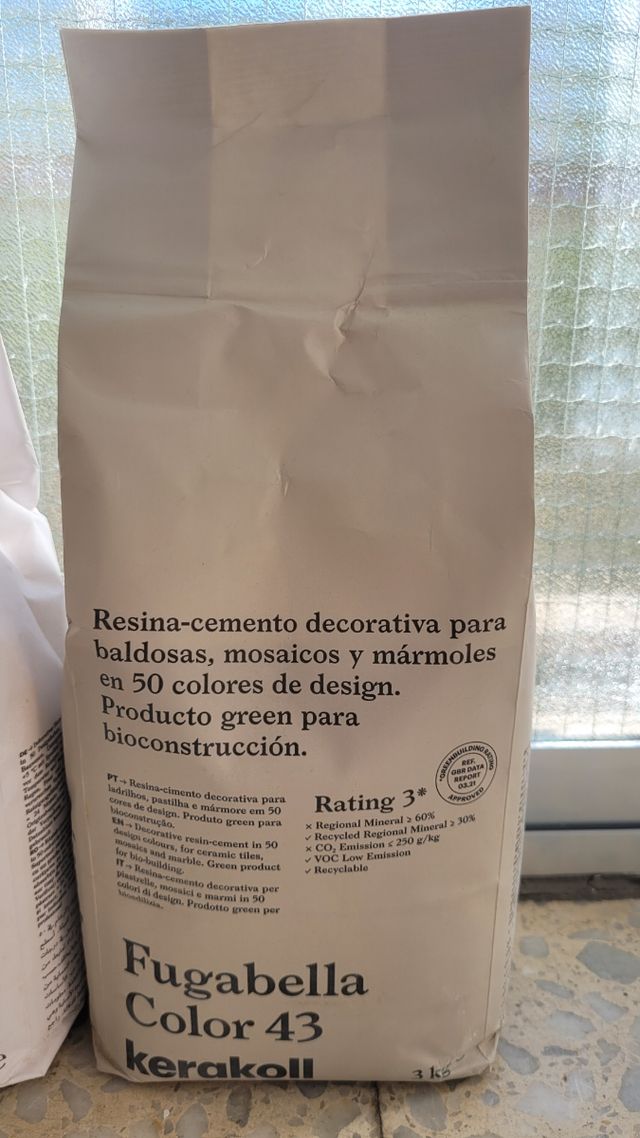 Resina-cemento decorativa para
baldosas, mosaicos y mármoles
en 50 colores de design.
Producto green para
bioconstrucción.
PT → Resina-cimento decorativa para
ladrilhos, pastilha e mármore em 50
cores de design. Produto green para
bioconstrução.
EN → Decorative resin-cement in 50
design colours, for ceramic tiles,
mosaics and marble. Green product
for bio-building.
IT → Resina-cemento decorativa per
piastrelle, mosaici e marmi in 50
colori di design. Prodotto green per
bioedilizia.
*GREENBUILDING RATING
REF.
GBR DATA
REPORT
03.21
APPROVED
Rating 3*
× Regional Mineral ≥ 60%
✓ Recycled Regional Mineral ≥ 30%
× CO₂ Emission ≤ 250 g/kg
✓ VOC Low Emission
✓ Recyclable
Fugabella
Color 43
kerakoll
3 kg